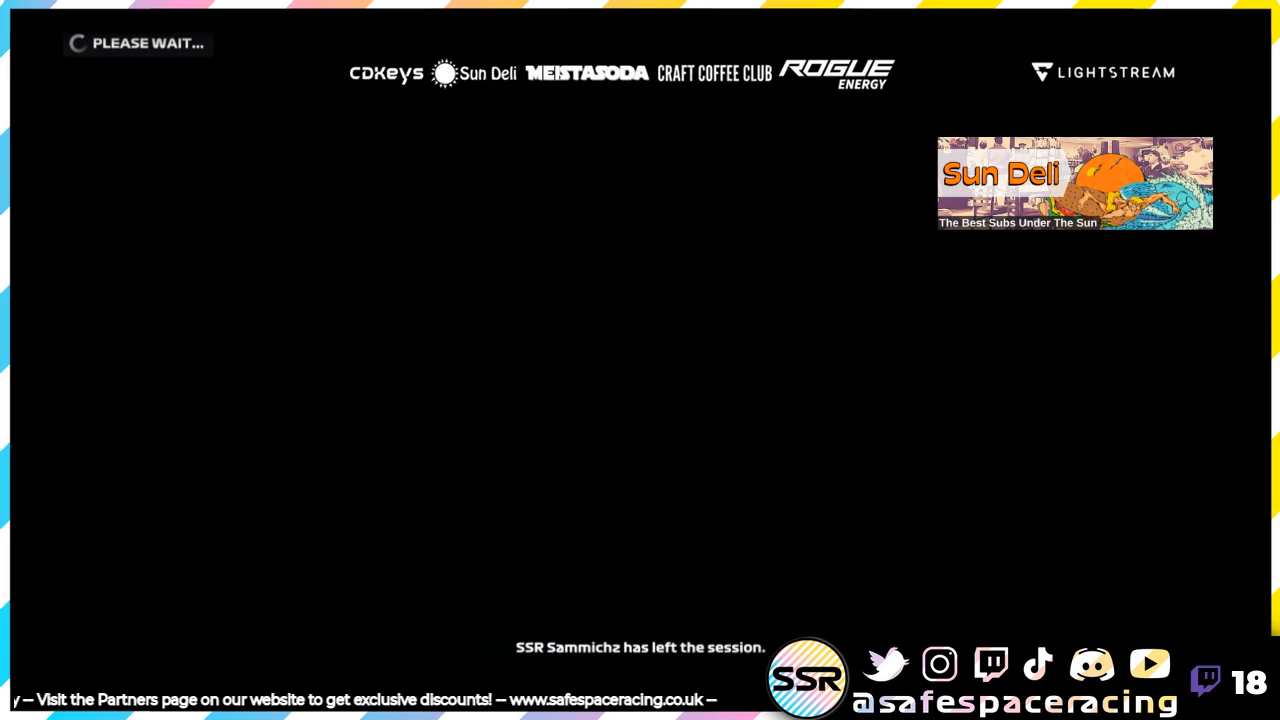 PLEASE WAIT...
CDKeys Sun Deli MEISTASODA CRAFT COFFEE CLUB ROGUE ENERGY LIGHTSTREAM
Sun Deli
The Best Subs Under The Sun
SSR Sammichz has left the session.
SSR
y -- Visit the Partners page on our website to get exclusive discounts! -- www.safespaceracing.co.uk --
@safespaceracing
18